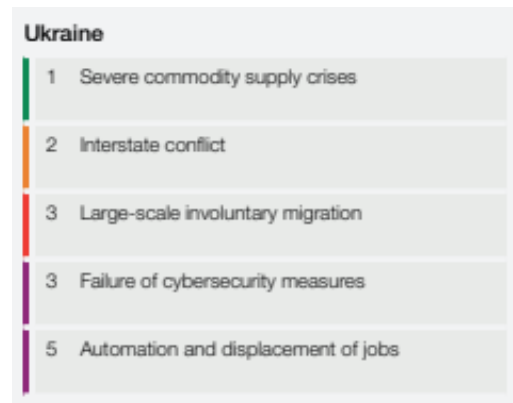 Ukraine
1 Severe commodity supply crises
2 Interstate conflict
3 Large-scale involuntary migration
3 Failure of cybersecurity measures
5 Automation and displacement of jobs